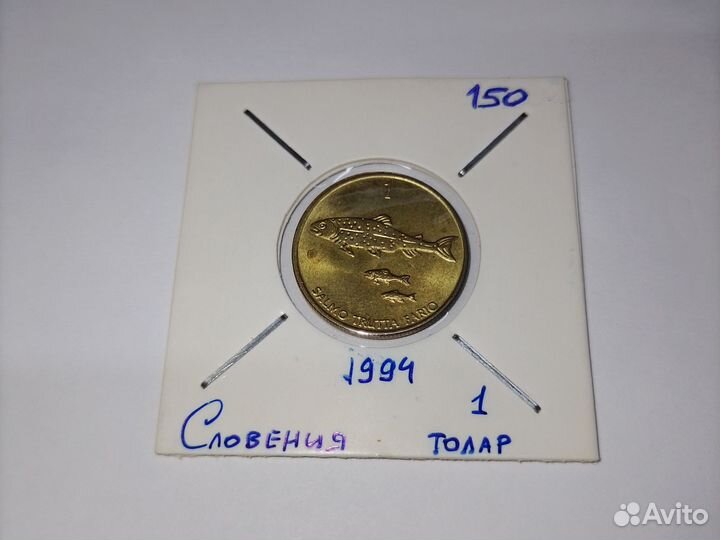 150
1
SALMO TRUTTA FARIO
1994
1
Словения толар
Avito